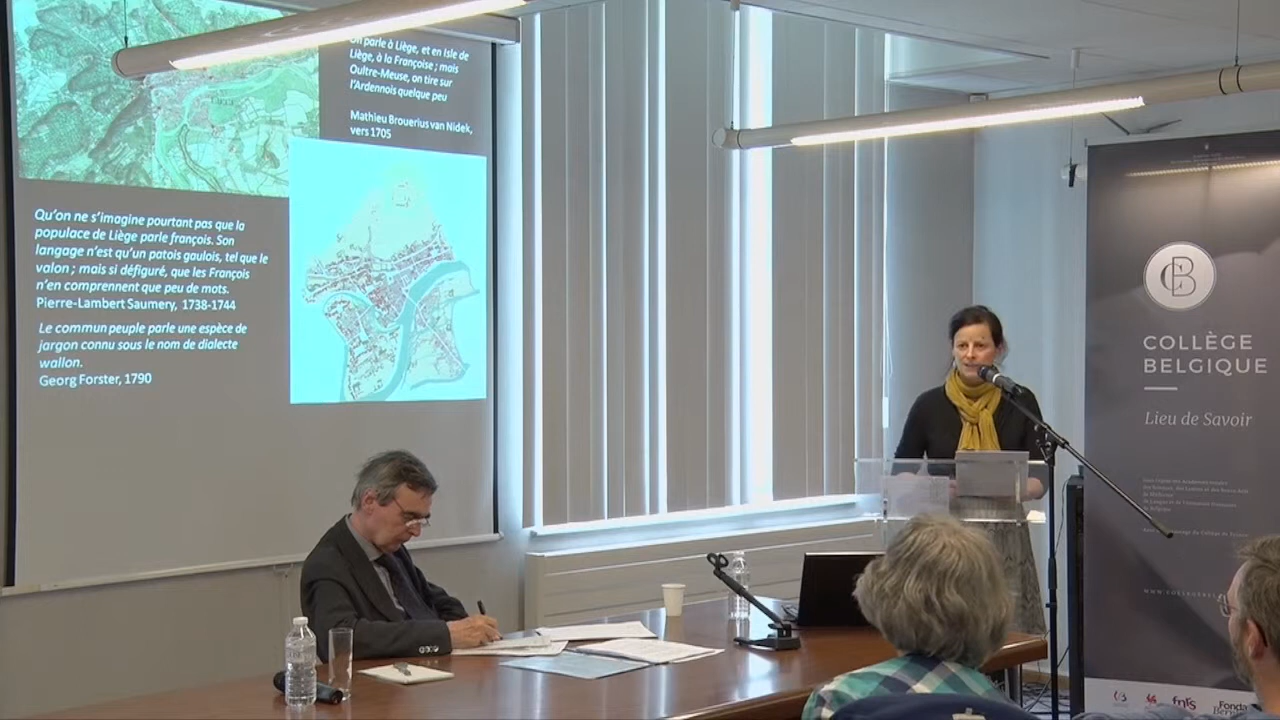 On parle à Liège, et en Isle de
Liège, à la Françoise ; mais
Oultre-Meuse, on tire sur
l'Ardennois quelque peu
Mathieu Brouerius van Nidek,
vers 1705
Qu'on ne s'imagine pourtant pas que la
populace de Liège parle françois. Son
langage n'est qu'un patois gaulois, tel que le
valon ; mais si défiguré, que les François
n'en comprennent que peu de mots.
Pierre-Lambert Saumery, 1738-1744
Le commun peuple parle une espèce de
jargon connu sous le nom de dialecte
wallon.
Georg Forster, 1790
CB
COLLÈGE
BELGIQUE
Lieu de Savoir
fnrs